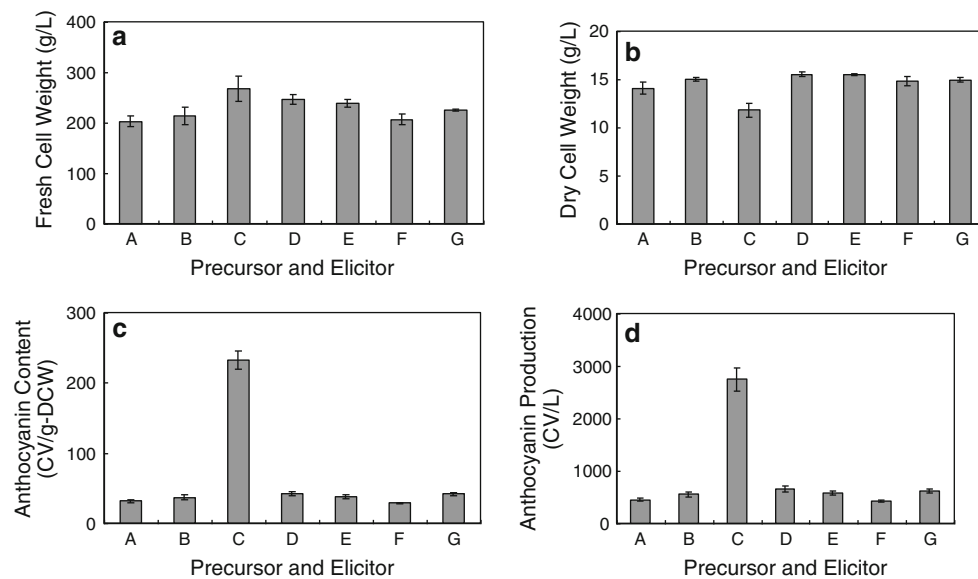 a
400
300
200
100
0
Fresh Cell Weight (g/L)
A B C D E F G
Precursor and Elicitor
b
20
15
10
5
0
Dry Cell Weight (g/L)
A B C D E F G
Precursor and Elicitor
c
300
200
100
0
Anthocyanin Content
(CV/g-DCW)
A B C D E F G
Precursor and Elicitor
d
4000
3000
2000
1000
0
Anthocyanin Production
(CV/L)
A B C D E F G
Precursor and Elicitor